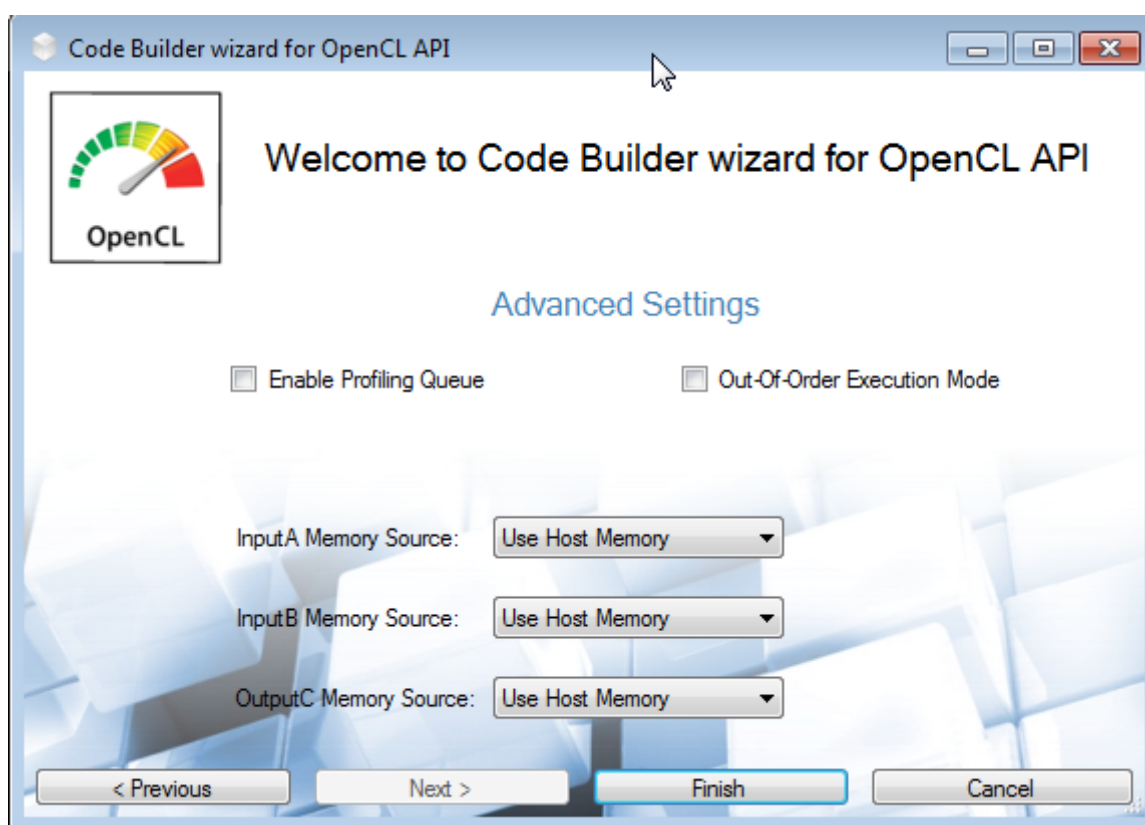 Code Builder wizard for OpenCL API
OpenCL
Welcome to Code Builder wizard for OpenCL API
Advanced Settings
Enable Profiling Queue
Out-Of-Order Execution Mode
InputA Memory Source: Use Host Memory
InputB Memory Source: Use Host Memory
OutputC Memory Source: Use Host Memory
< Previous Next > Finish Cancel